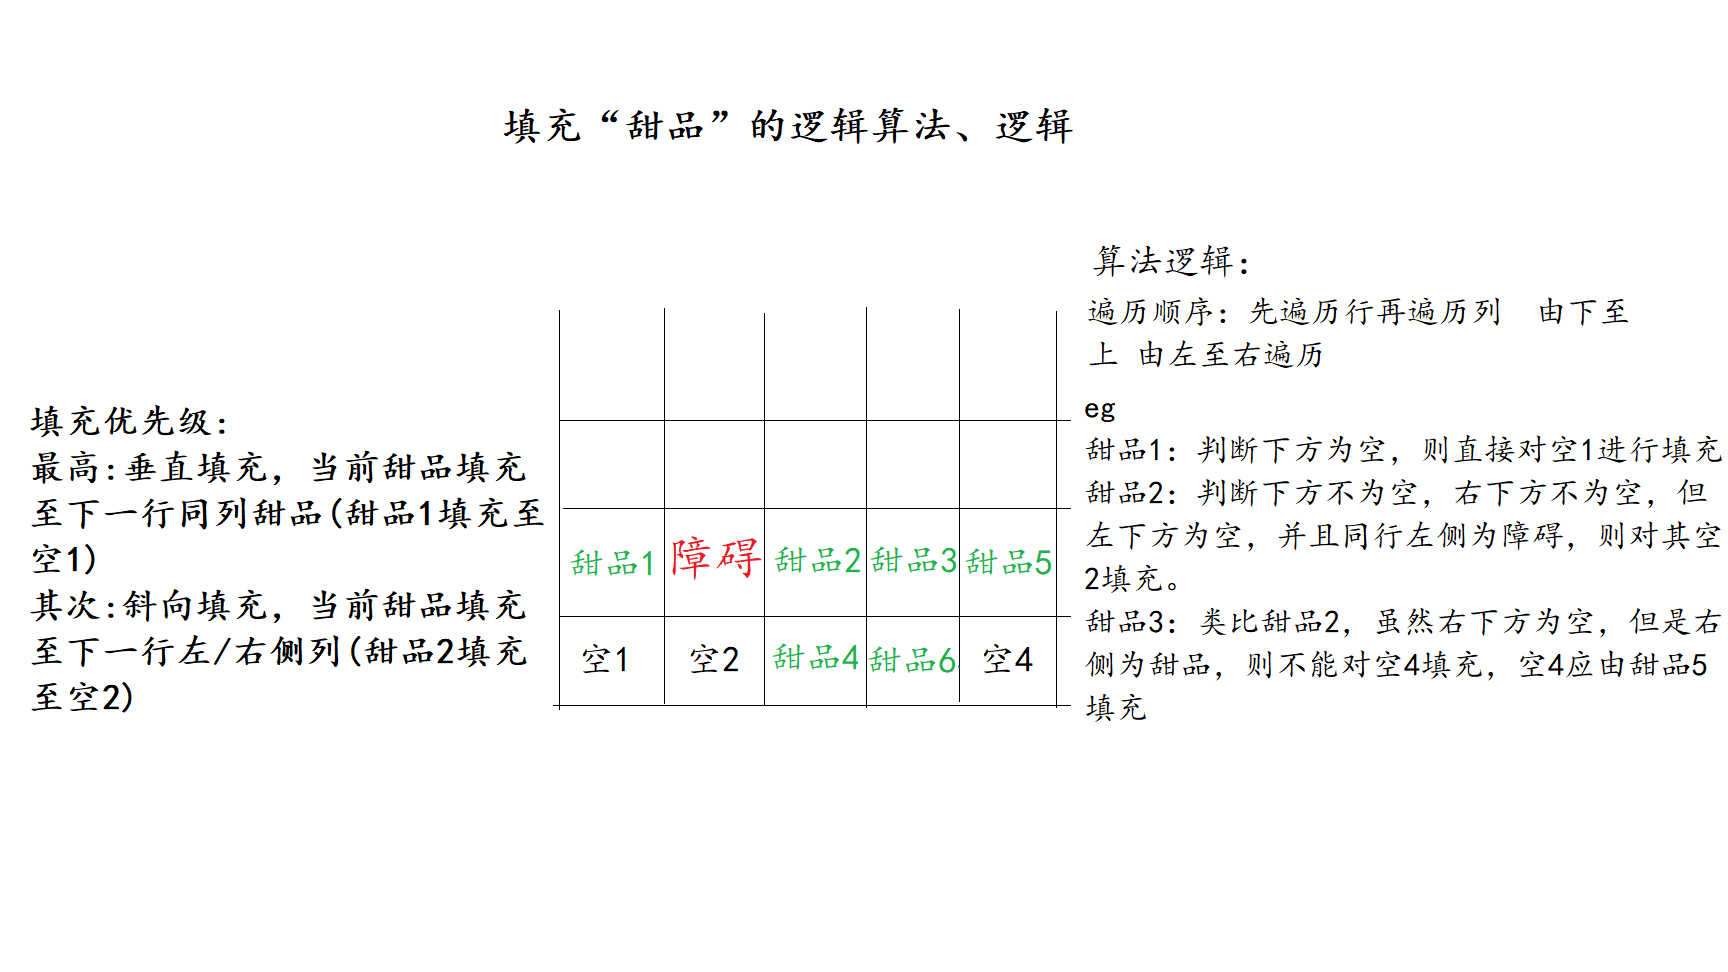 填充“甜品”的逻辑算法、逻辑
填充优先级:
最高:垂直填充，当前甜品填充
至下一行同列甜品(甜品1填充至
空1)
其次:斜向填充，当前甜品填充
至下一行左/右侧列(甜品2填充
至空2)
甜品1 障碍 甜品2 甜品3 甜品5
空1 空2 甜品4 甜品6 空4
算法逻辑:
遍历顺序: 先遍历行再遍历列 由下至
上 由左至右遍历
eg
甜品1: 判断下方为空，则直接对空1进行填充
甜品2: 判断下方不为空，右下方不为空，但
左下方为空，并且同行左侧为障碍，则对其空
2填充。
甜品3: 类比甜品2，虽然右下方为空，但是右
侧为甜品，则不能对空4填充，空4应由甜品5
填充